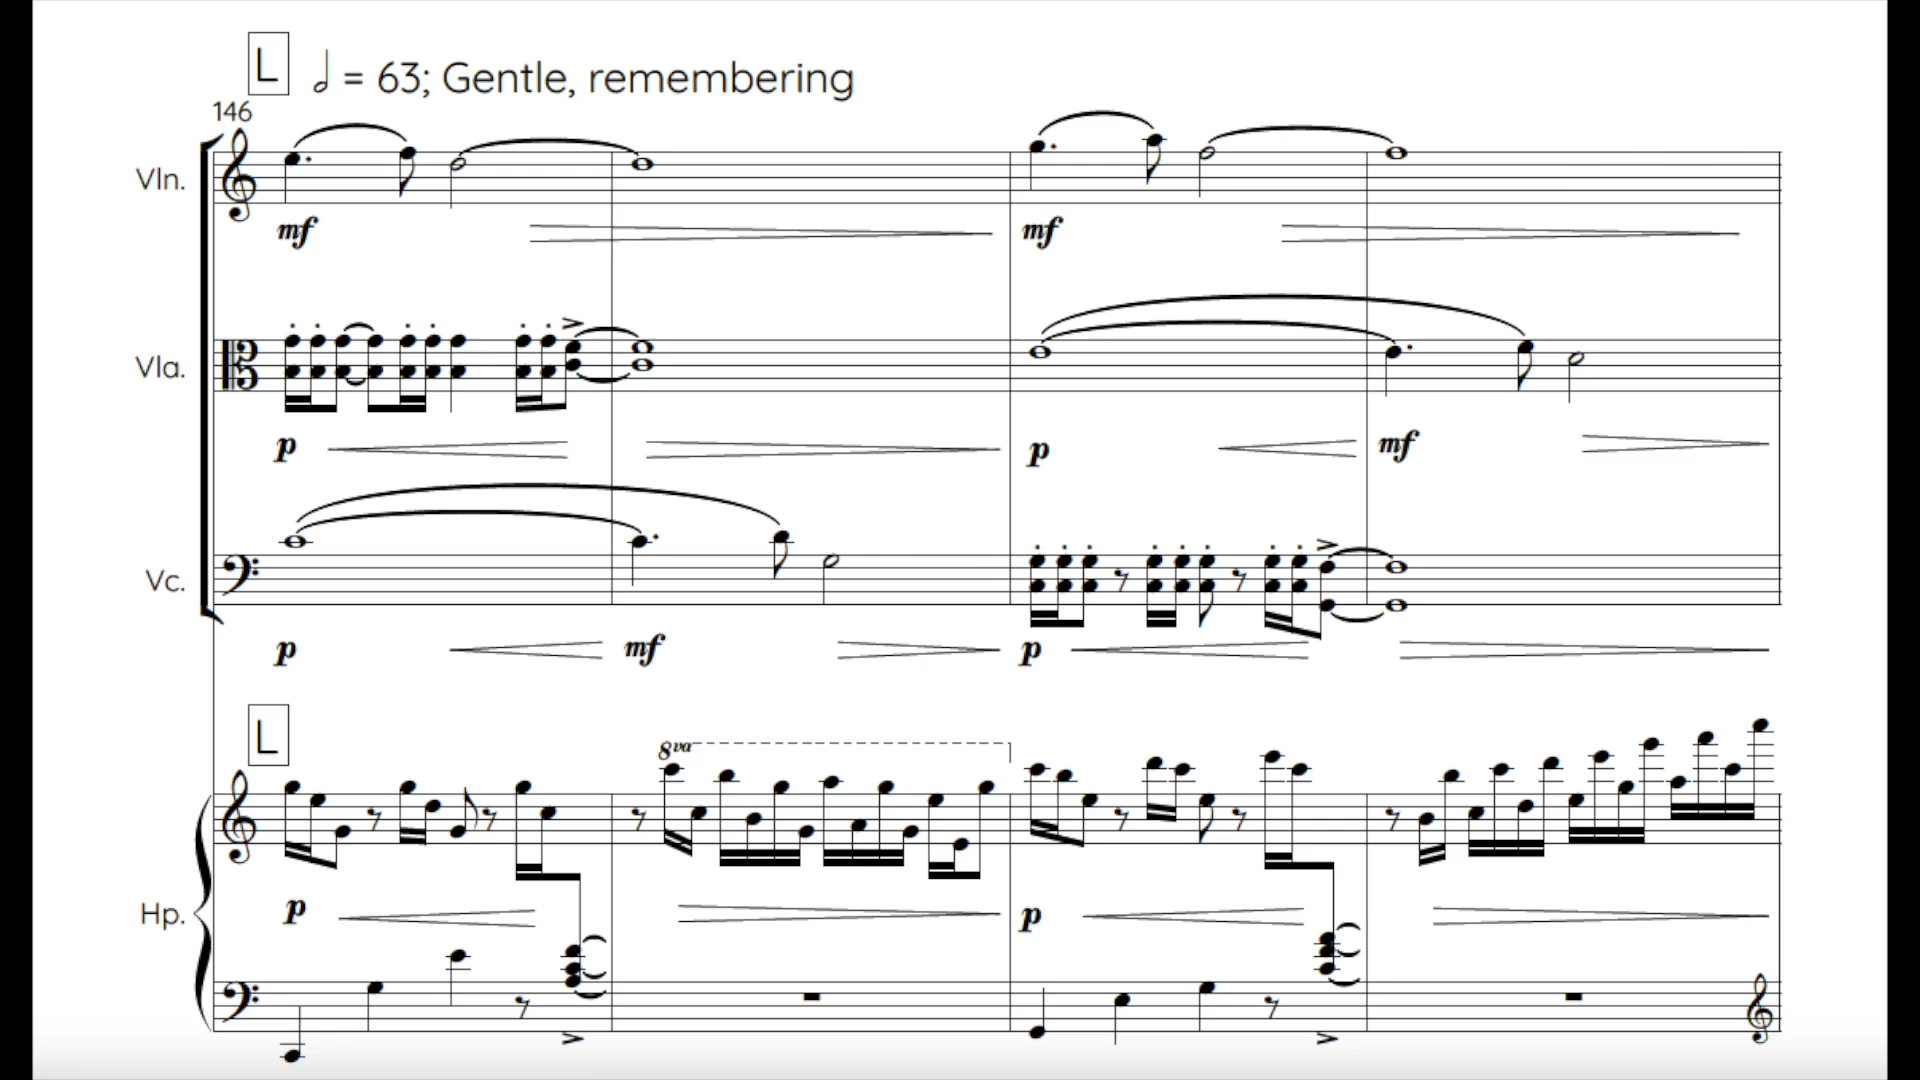 L = 63; Gentle, remembering
146
Vln.
mf mf
Vla.
p p mf
Vc.
p mf p
L
8va
Hp.
p p